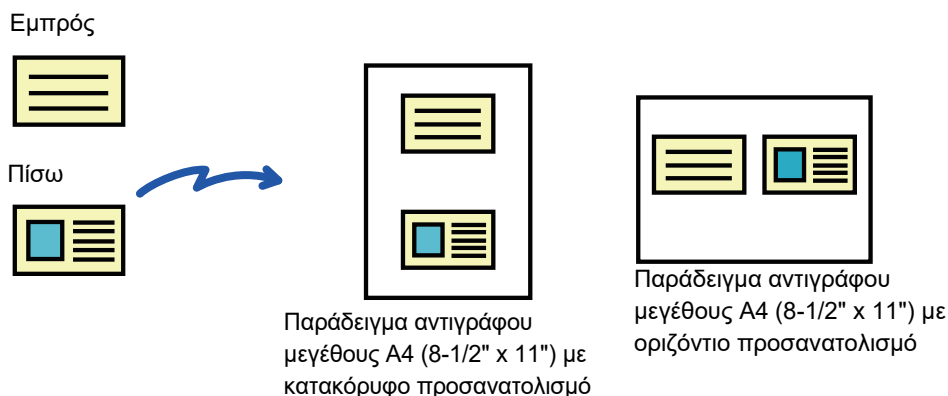 Εμπρός
Πίσω
Παράδειγμα αντιγράφου
μεγέθους A4 (8-1/2" x 11") με
κατακόρυφο προσανατολισμό
Παράδειγμα αντιγράφου
μεγέθους A4 (8-1/2" x 11") με
οριζόντιο προσανατολισμό